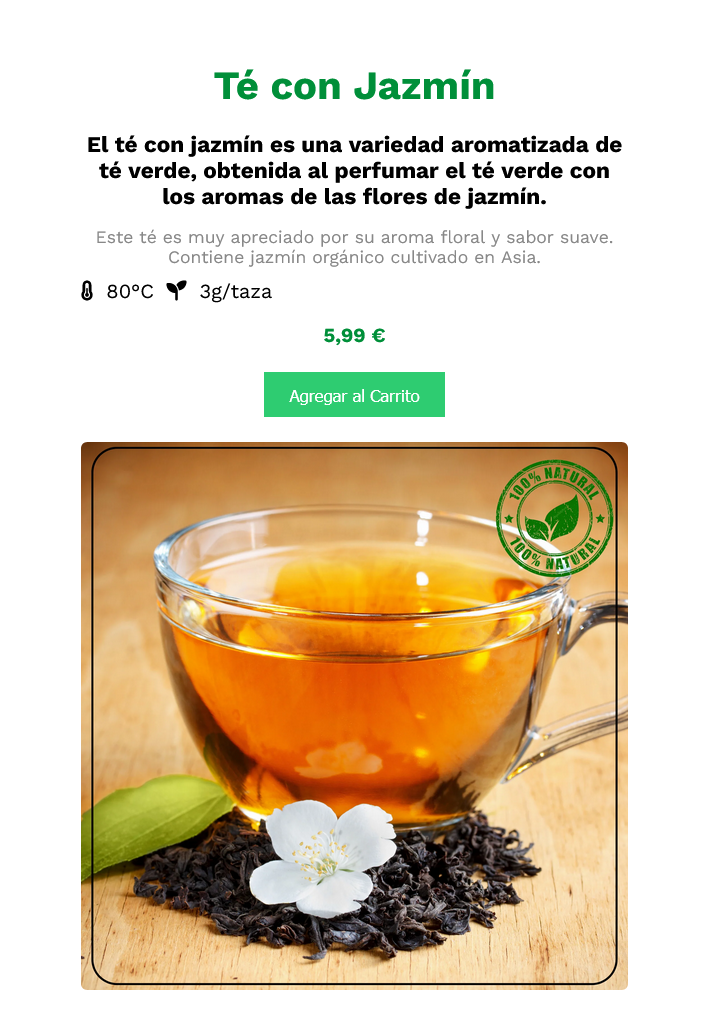 Té con Jazmín
El té con jazmín es una variedad aromatizada de
té verde, obtenida al perfumar el té verde con
los aromas de las flores de jazmín.
Este té es muy apreciado por su aroma floral y sabor suave.
Contiene jazmín orgánico cultivado en Asia.
80°C 3g/taza
5,99 €
Agregar al Carrito
100% NATURAL
100% NATURAL